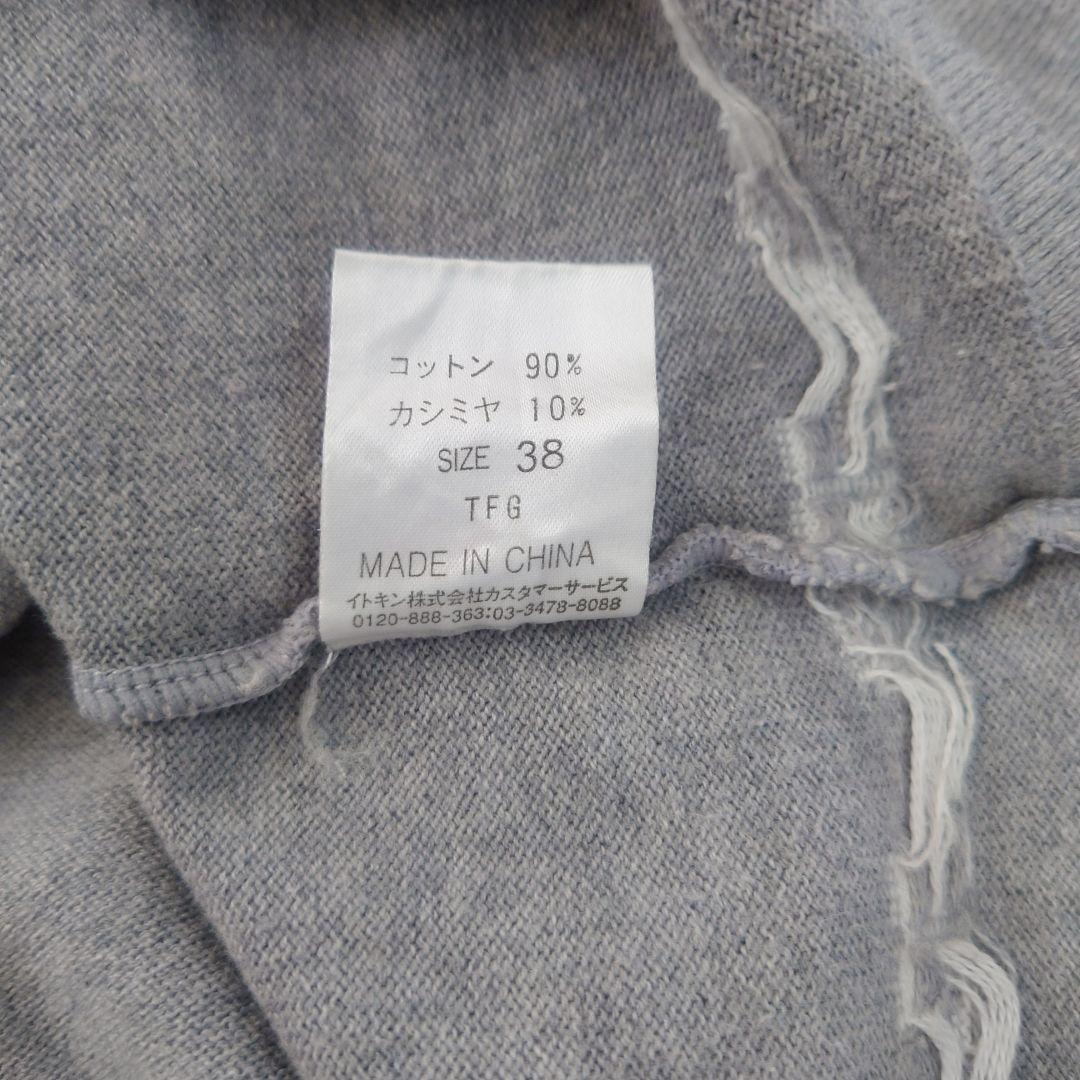 コットン 90%
カシミヤ 10%
SIZE 38
TFG
MADE IN CHINA
イトキン株式会社カスタマーサービス
0120-888-363:03-3478-8088